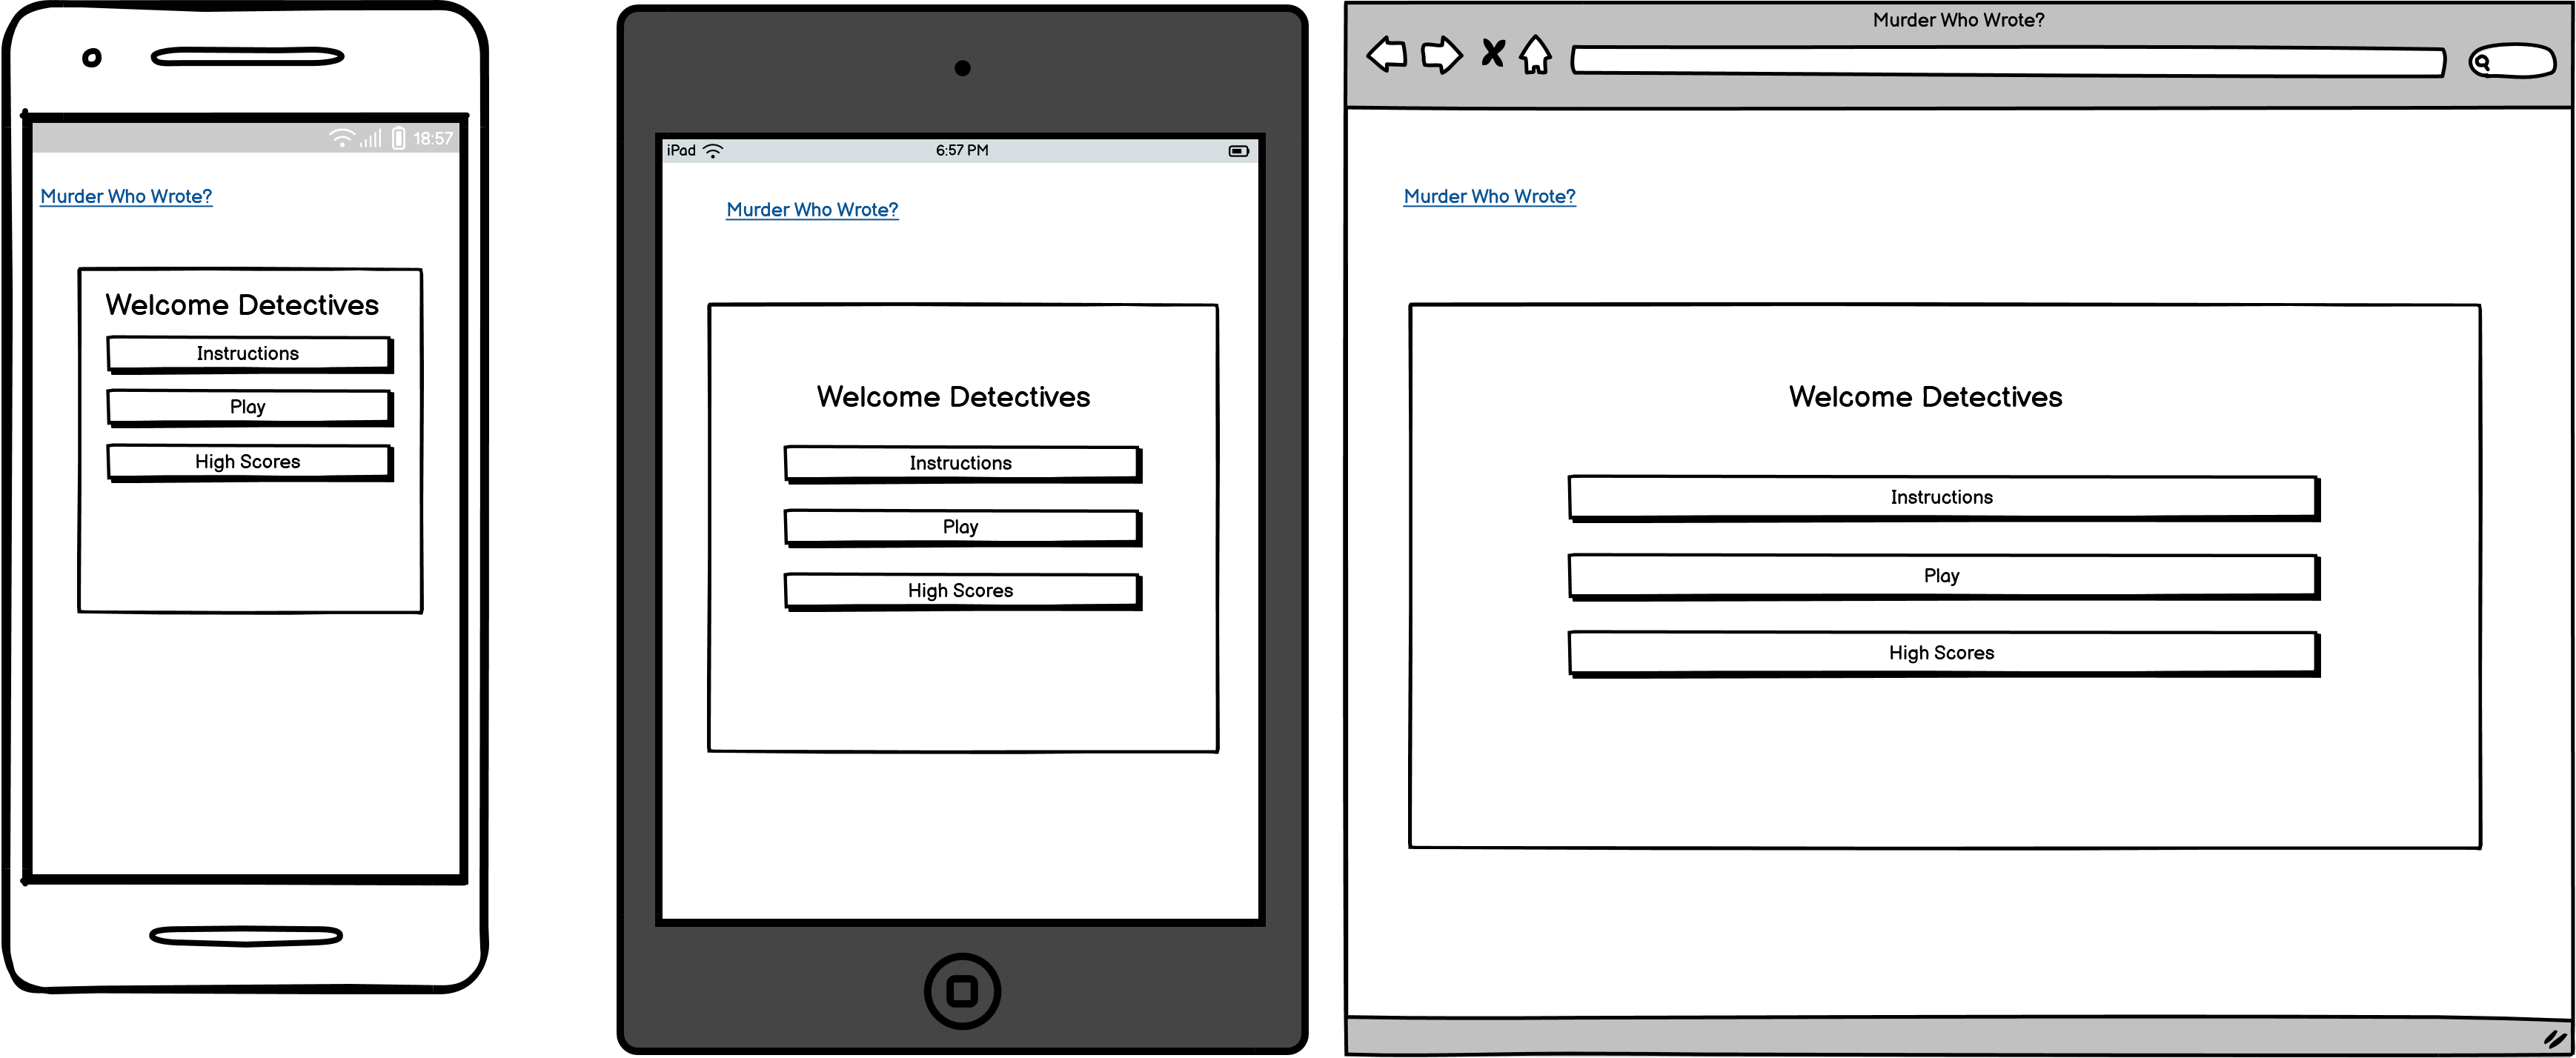 18:57
Murder Who Wrote?
Welcome Detectives
Instructions
Play
High Scores
iPad
6:57 PM
Murder Who Wrote?
Welcome Detectives
Instructions
Play
High Scores
Murder Who Wrote?
Murder Who Wrote?
Welcome Detectives
Instructions
Play
High Scores